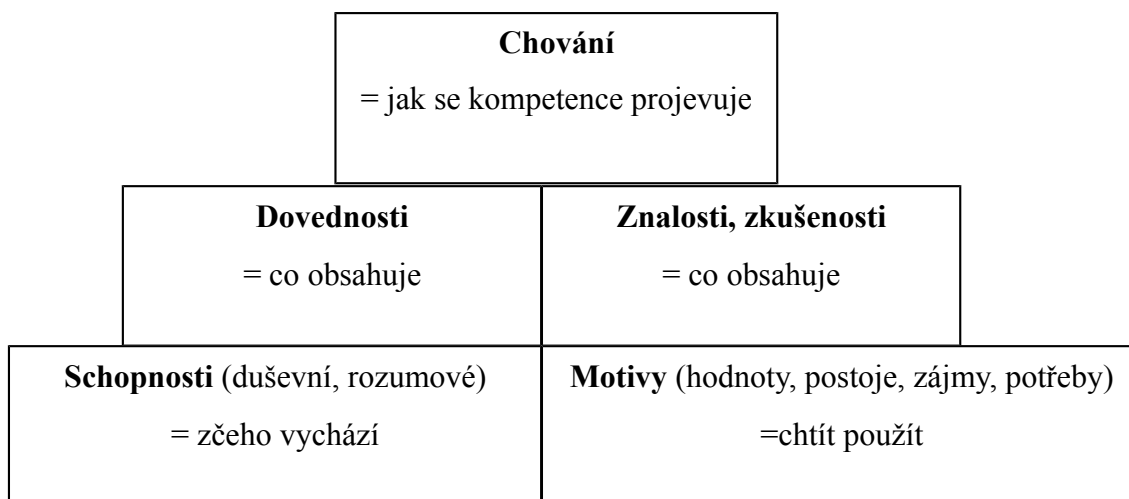 Chování
= jak se kompetence projevuje
Dovednosti
= co obsahuje
Znalosti, zkušenosti
= co obsahuje
Schopnosti (duševní, rozumové)
= zčeho vychází
Motivy (hodnoty, postoje, zájmy, potřeby)
=chtít použít